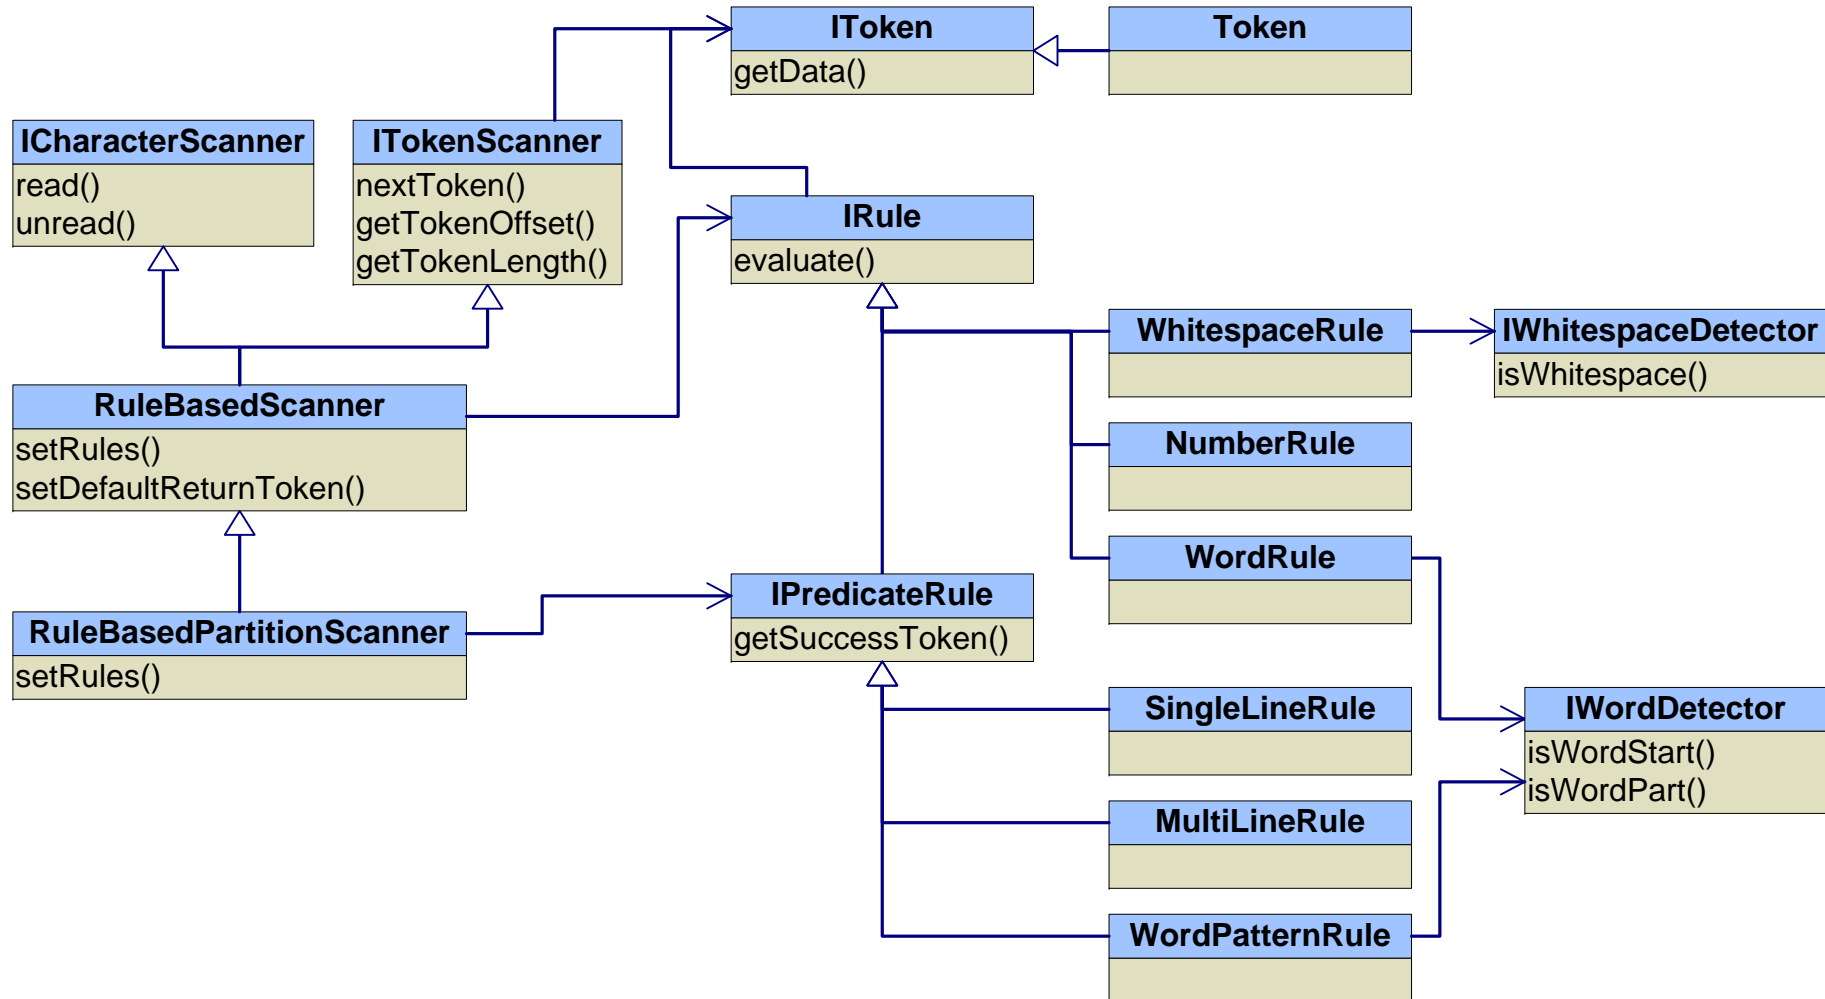 IToken
getData()
Token
ICharacterScanner
read()
unread()
ITokenScanner
nextToken()
getTokenOffset()
getTokenLength()
IRule
evaluate()
WhitespaceRule
IWhitespaceDetector
isWhitespace()
RuleBasedScanner
setRules()
setDefaultReturnToken()
NumberRule
WordRule
IPredicateRule
getSuccessToken()
RuleBasedPartitionScanner
setRules()
SingleLineRule
IWordDetector
isWordStart()
isWordPart()
MultiLineRule
WordPatternRule